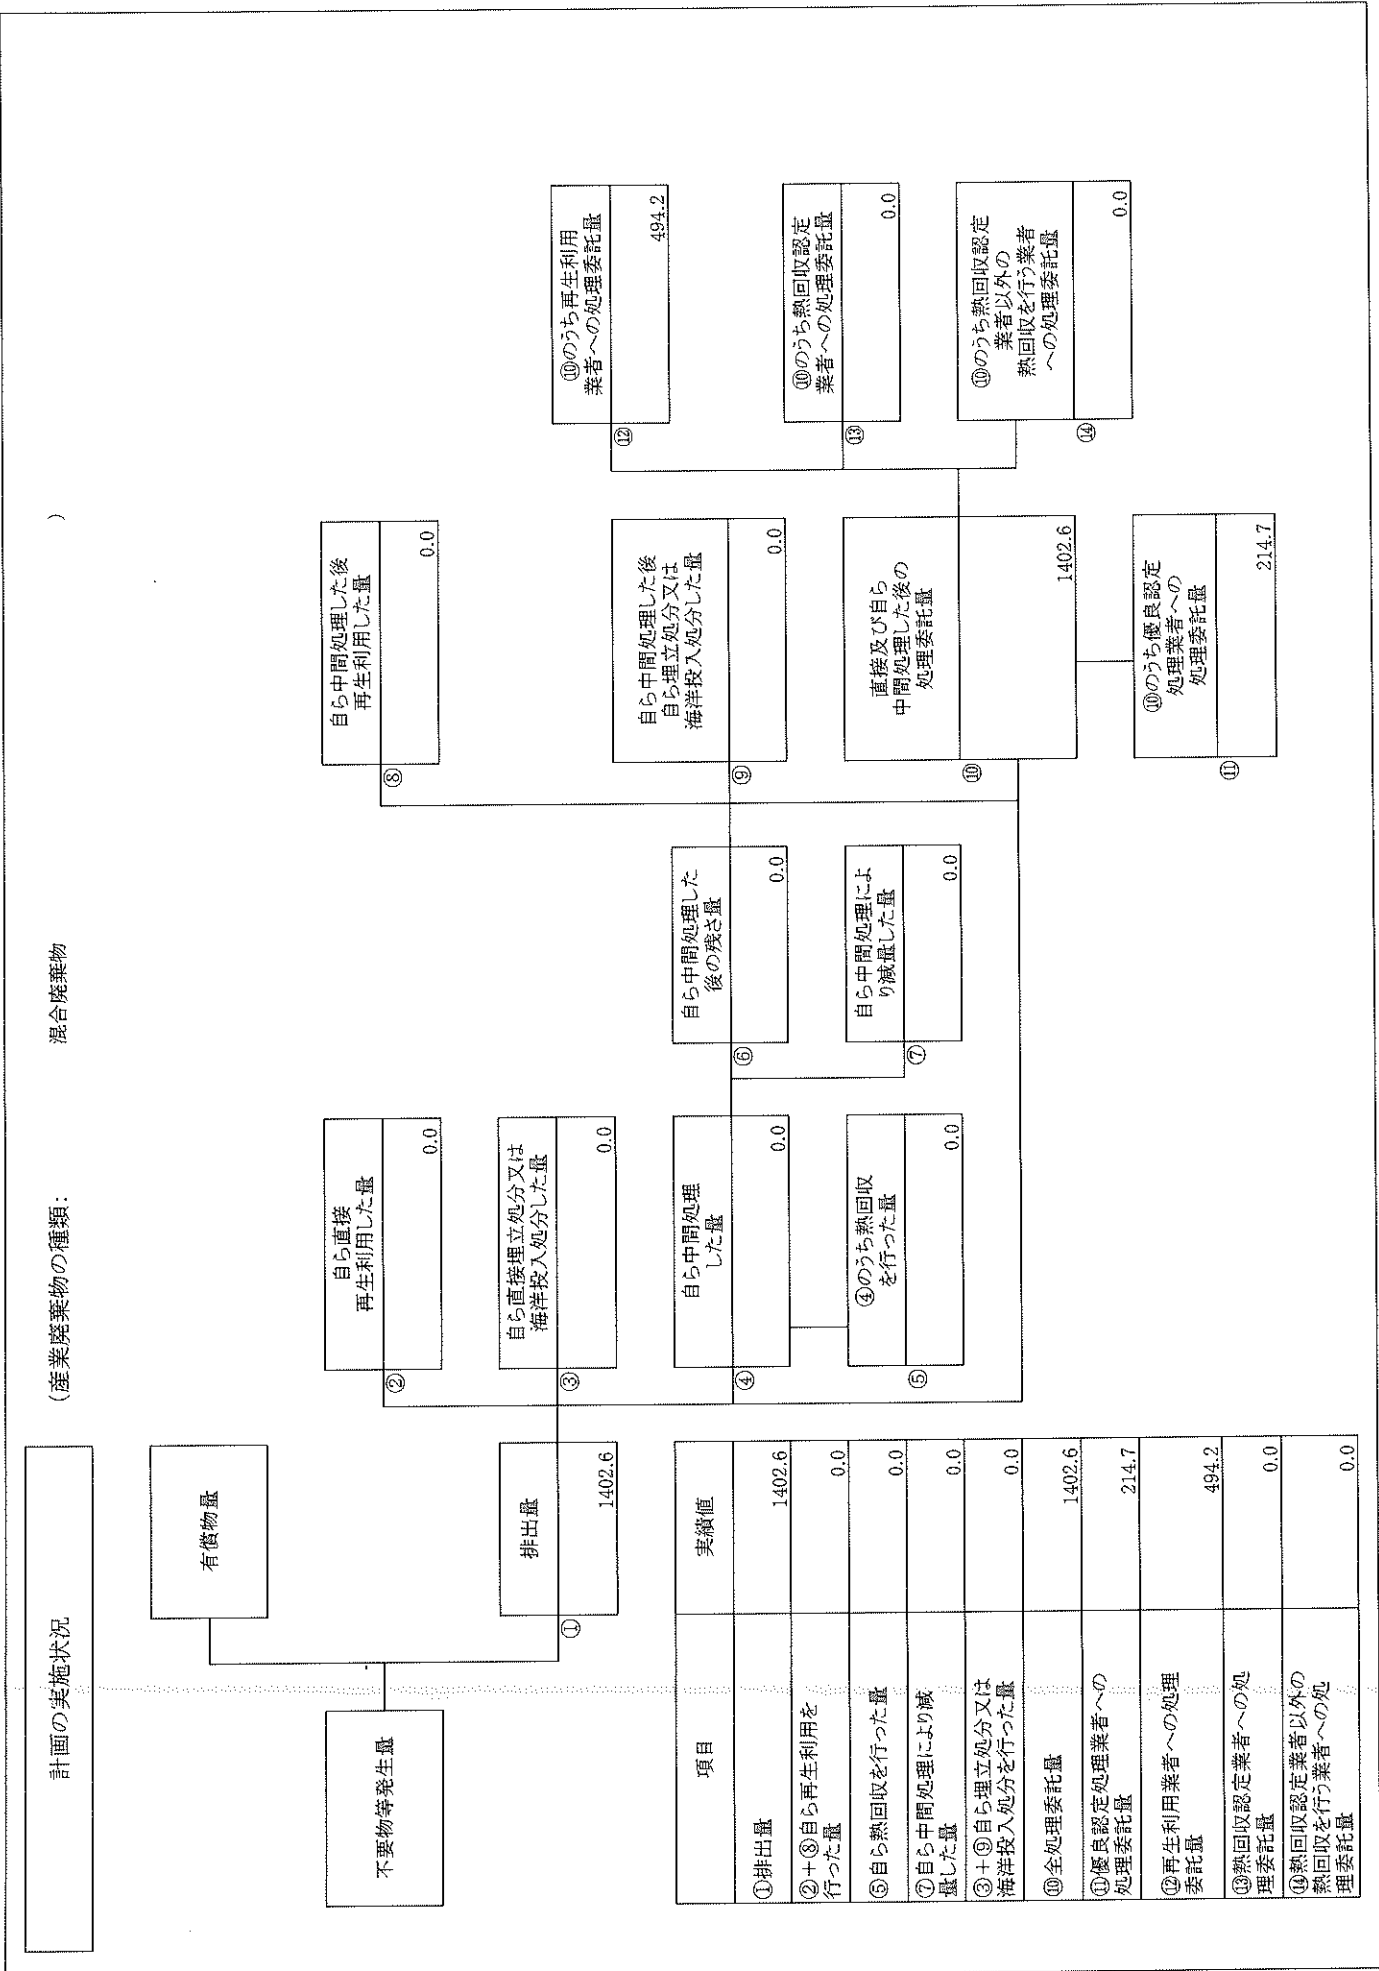 計画の実施状況
(産業廃棄物の種類:
混合廃棄物
)
不要物等発生量
有償物量
①
排出量
1402.6
②
自ら直接
再生利用した量
0.0
③
自ら直接埋立処分又は
海洋投入処分した量
0.0
④
自ら中間処理
した量
0.0
⑤
④のうち熱回収
を行った量
0.0
⑥
自ら中間処理した
後の残さ量
0.0
⑦
自ら中間処理によ
り減量した量
0.0
⑧
自ら中間処理した後
再生利用した量
0.0
⑨
自ら中間処理した後
自ら埋立処分又は
海洋投入処分した量
0.0
⑩
直接及び自ら
中間処理した後の
処理委託量
1402.6
⑪
⑩のうち優良認定
処理業者への
処理委託量
214.7
⑫
⑩のうち再生利用
業者への処理委託量
494.2
⑬
⑩のうち熱回収認定
業者への処理委託量
0.0
⑭
⑩のうち熱回収認定
業者以外の
熱回収を行う業者
への処理委託量
0.0
項目
実績値
①排出量
1402.6
②+⑧自ら再生利用を
行った量
0.0
⑤自ら熱回収を行った量
0.0
⑦自ら中間処理により減
量した量
0.0
③+⑨自ら埋立処分又は
海洋投入処分を行った量
0.0
⑩全処理委託量
1402.6
⑪優良認定処理業者への
処理委託量
214.7
⑫再生利用業者への処理
委託量
494.2
⑬熱回収認定業者への処
理委託量
0.0
⑭熱回収認定業者以外の
熱回収を行う業者への処
理委託量
0.0